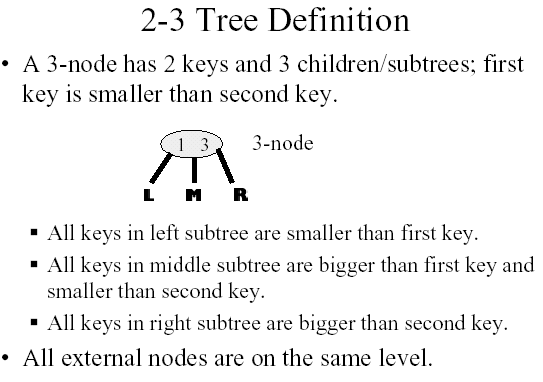 2-3 Tree Definition
• A 3-node has 2 keys and 3 children/subtrees; first
key is smaller than second key.
1 3 3-node
L M R
▪ All keys in left subtree are smaller than first key.
▪ All keys in middle subtree are bigger than first key and
smaller than second key.
▪ All keys in right subtree are bigger than second key.
• All external nodes are on the same level.